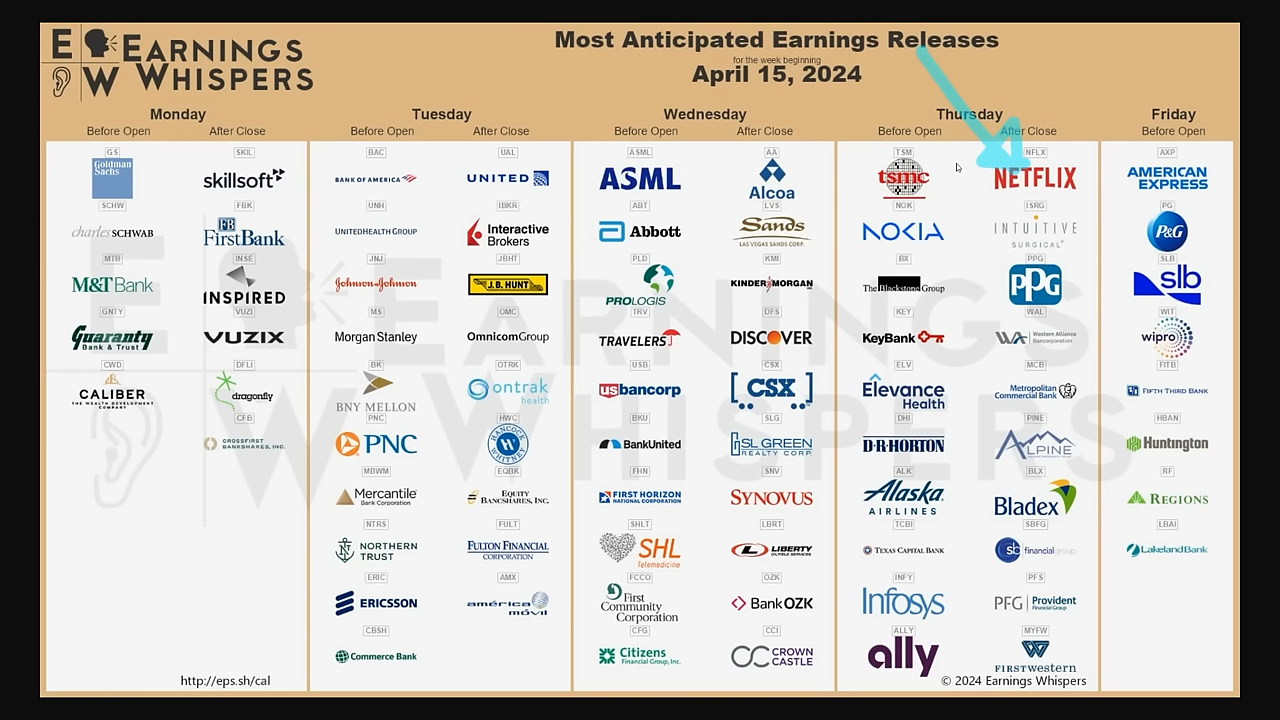 E EARNINGS
W WHISPERS
Most Anticipated Earnings Releases
for the week beginning
April 15, 2024
Monday
Before Open After Close
GS
Goldman Sachs
SCHW
charles SCHWAB
MTB
M&T Bank
GNTY
Guaranty
Bank & Trust
CWD
CALIBER
THE WEALTH DEVELOPMENT
COMPANY
SKIL
skillsoft
FBK
FB
FirstBank
INSE
INSPIRED
VUZI
VUZIX
DFLI
dragonfly
CFB
CROSSFIRST
BANKSHARES, INC.
http://eps.sh/cal
Tuesday
Before Open After Close
BAC
BANK OF AMERICA
UNH
UNITEDHEALTH GROUP
JNJ
Johnson & Johnson
MS
Morgan Stanley
BK
BNY MELLON
PNC
PNC
MBWM
Mercantile
Bank Corporation
NTRS
NORTHERN
TRUST
ERIC
ERICSSON
CBSH
Commerce Bank
UAL
UNITED
IBKR
Interactive
Brokers
JBHT
J.B. HUNT
OMC
OmnicomGroup
OTRK
ontrak
health
HWC
HANCOCK
WHITNEY
EQBK
EQUITY
BANCSHARES, INC.
FULT
FULTON FINANCIAL
CORPORATION
AMX
américa
móvil
Wednesday
Before Open After Close
ASML
ASML
ABT
Abbott
PLD
PROLOGIS
TRV
TRAVELERS
USB
usbancorp
BKU
BankUnited
FHN
FIRST HORIZON
NATIONAL CORPORATION
SHLT
SHL
Telemedicine
FCCO
First
Community
Corporation
CFG
Citizens
Financial Group, Inc.
AA
Alcoa
LVS
Sands
LAS VEGAS SANDS CORP.
KMI
KINDER MORGAN
DFS
DISCOVER
CSX
CSX
SLG
SL GREEN
REALTY CORP
SNV
SYNOVUS
LBRT
LIBERTY
OILFIELD SERVICES
OZK
Bank OZK
CCI
CROWN
CASTLE
Thursday
Before Open After Close
TSM
tsmc
NOK
NOKIA
BX
The Blackstone Group
KEY
KeyBank
ELV
Elevance
Health
DHI
D·R·HORTON
ALK
Alaska
AIRLINES
TCBI
TEXAS CAPITAL BANK
INFY
Infosys
ALLY
ally
NFLX
NETFLIX
ISRG
INTUITIVE
SURGICAL
PPG
PPG
WAL
WA Western Alliance
Bancorporation
MCB
Metropolitan
Commercial Bank
PINE
ALPINE
BLX
Bladex
SBFG
sb financial group
PFS
PFG Provident
Financial Group
MYFW
FIRST WESTERN
© 2024 Earnings Whispers
Friday
Before Open
AXP
AMERICAN
EXPRESS
PG
P&G
SLB
slb
WIT
wipro
FITB
FIFTH THIRD BANK
HBAN
Huntington
RF
REGIONS
LBAI
LakelandBank